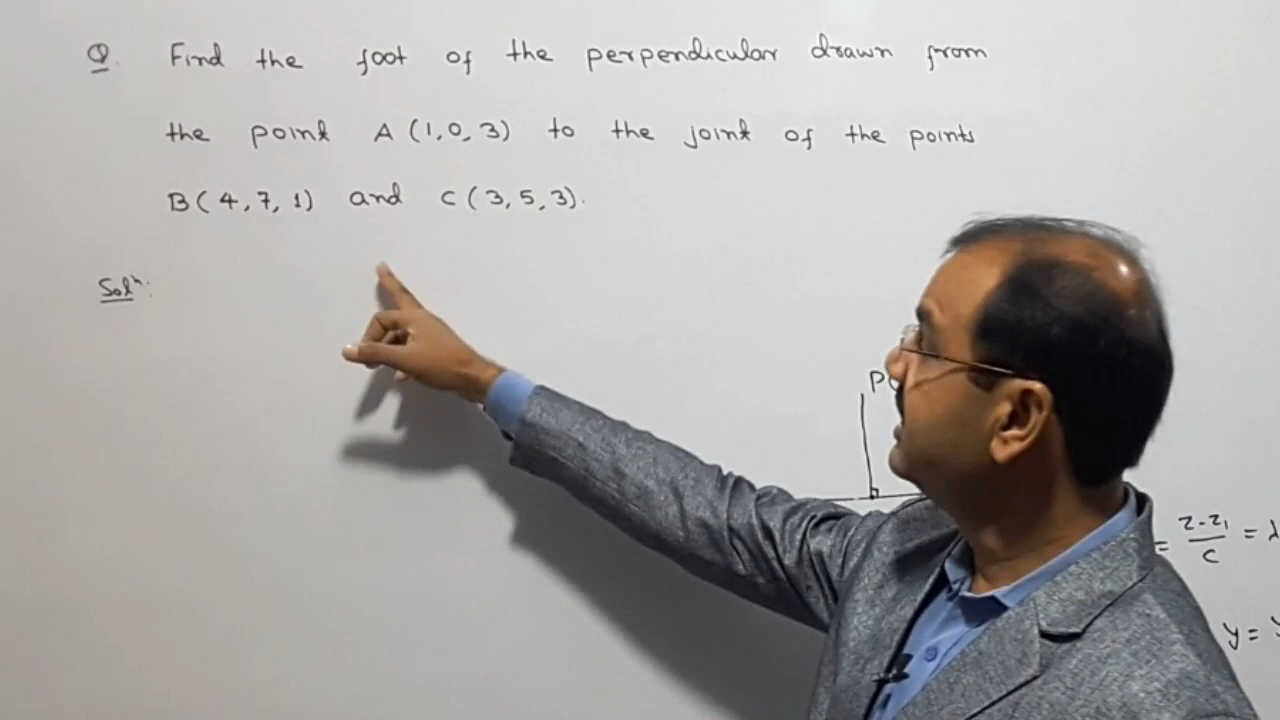 Q. Find the foot of the perpendicular drawn from
the point A (1, 0, 3) to the joint of the points
B ( 4, 7, 1) and C ( 3, 5, 3).
Solⁿ:
P
= z-z₁/c = λ
y =